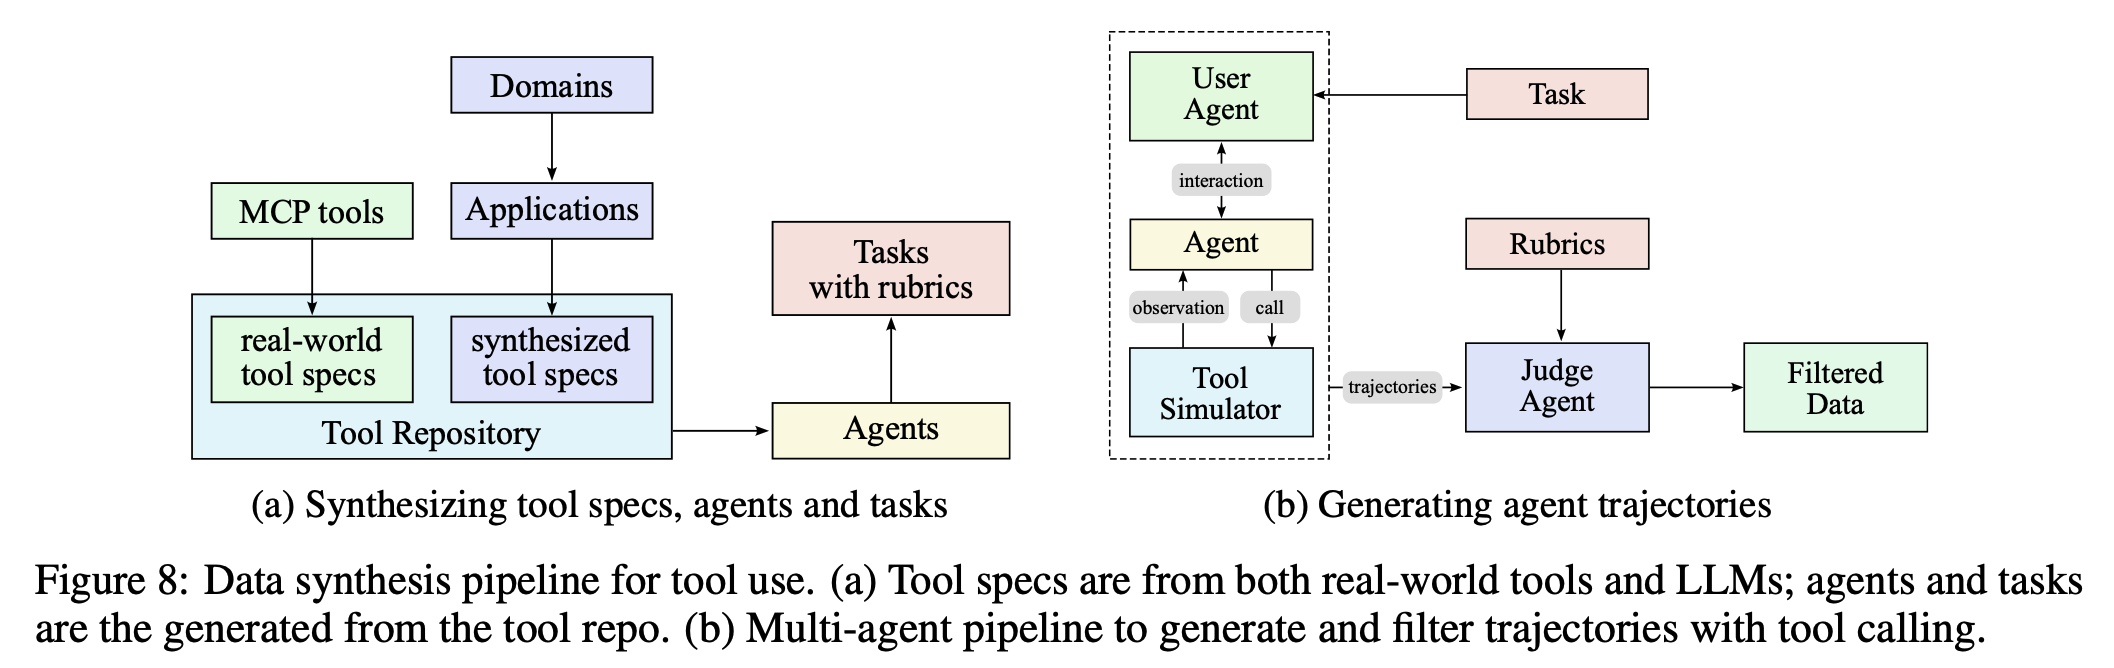 Domains
MCP tools
Applications
real-world
tool specs
synthesized
tool specs
Tool Repository
Tasks
with rubrics
Agents
(a) Synthesizing tool specs, agents and tasks
User
Agent
Task
interaction
Agent
Rubrics
observation
call
Tool
Simulator
trajectories
Judge
Agent
Filtered
Data
(b) Generating agent trajectories
Figure 8: Data synthesis pipeline for tool use. (a) Tool specs are from both real-world tools and LLMs; agents and tasks
are the generated from the tool repo. (b) Multi-agent pipeline to generate and filter trajectories with tool calling.